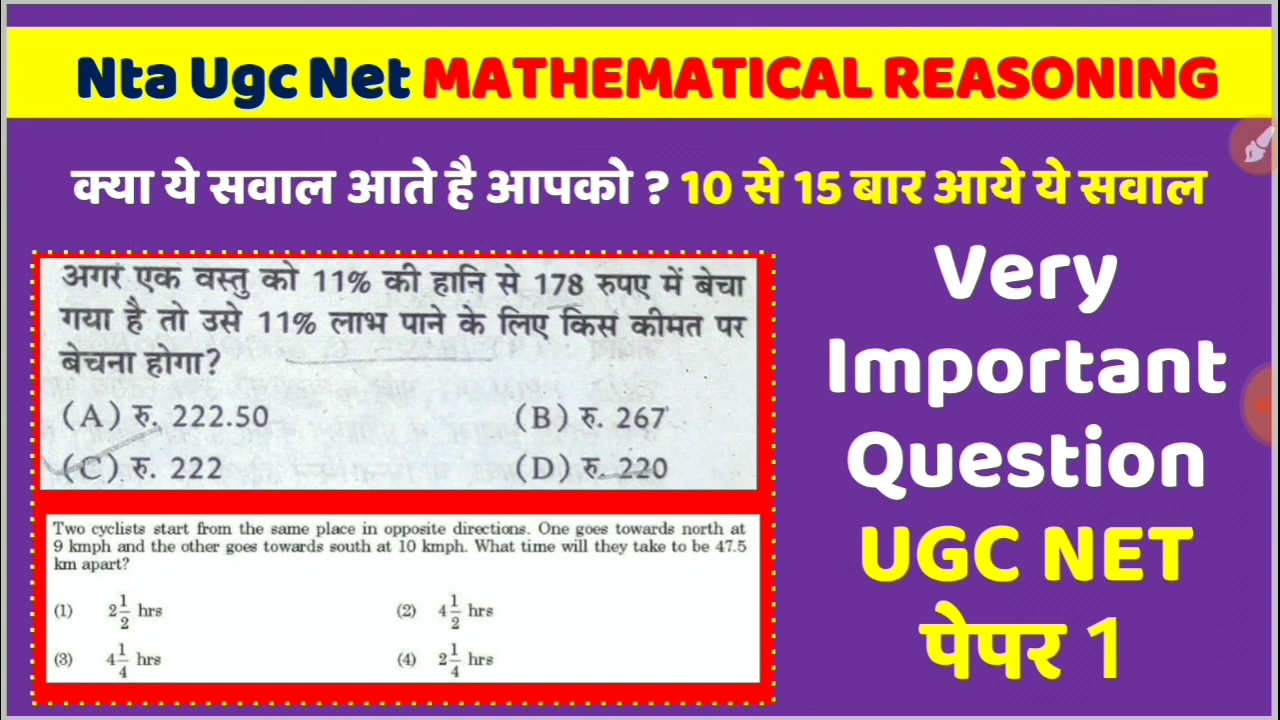 Nta Ugc Net MATHEMATICAL REASONING
क्या ये सवाल आते है आपको ? 10 से 15 बार आये ये सवाल
अगर एक वस्तु को 11% की हानि से 178 रुपए में बेचा
गया है तो उसे 11% लाभ पाने के लिए किस कीमत पर
बेचना होगा?
(A) रु. 222.50 (B) रु. 267
(C) रु. 222 (D) रु. 220
Two cyclists start from the same place in opposite directions. One goes towards north at
9 kmph and the other goes towards south at 10 kmph. What time will they take to be 47.5
km apart?
(1) 2 1/2 hrs (2) 4 1/2 hrs
(3) 4 1/4 hrs (4) 2 1/4 hrs
Very
Important
Question
UGC NET
पेपर 1